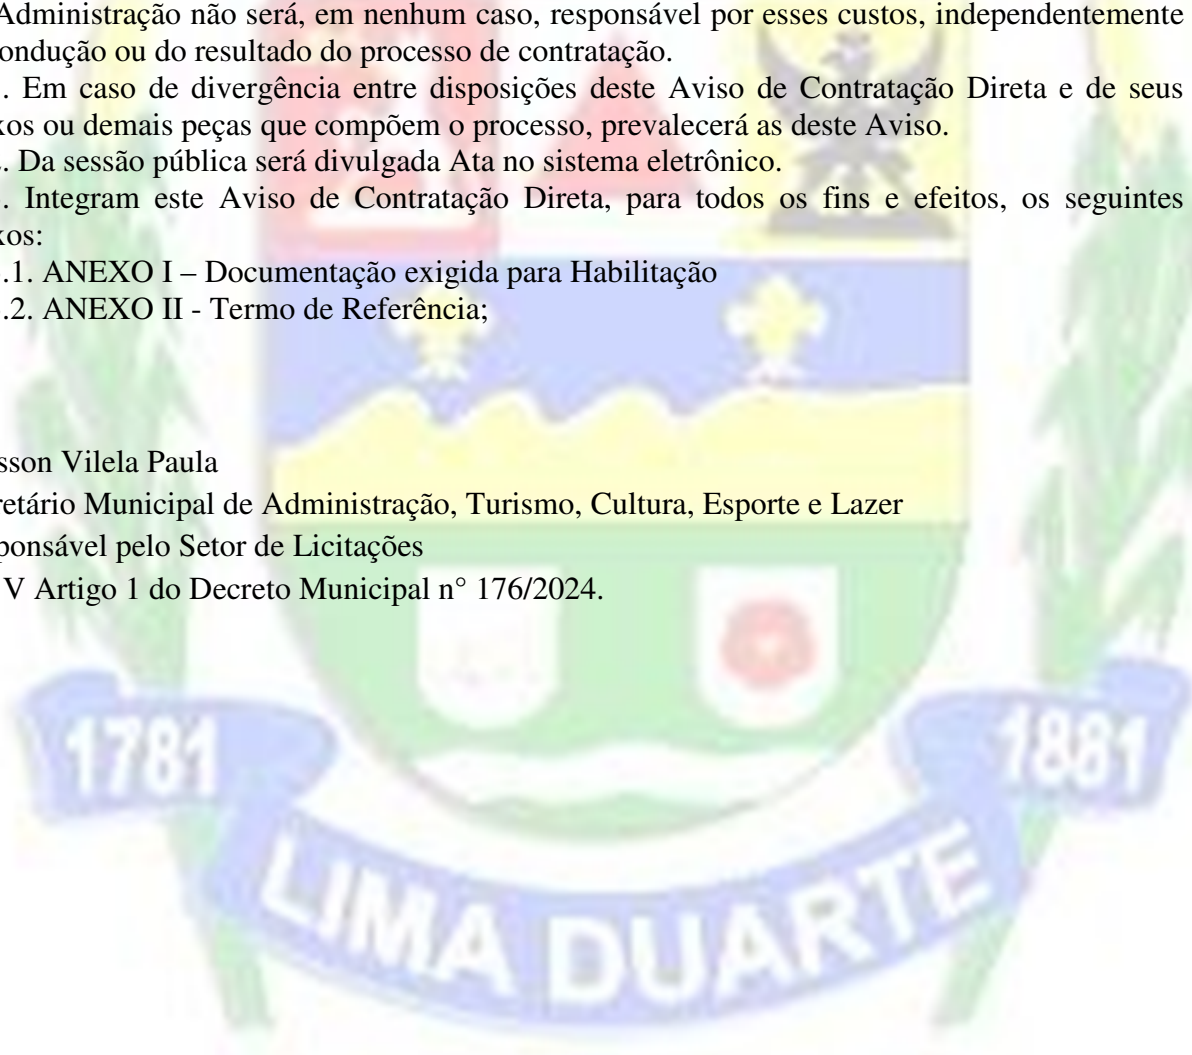 Administração não será, em nenhum caso, responsável por esses custos, independentemente
ondução ou do resultado do processo de contratação.
. Em caso de divergência entre disposições deste Aviso de Contratação Direta e de seus
xos ou demais peças que compõem o processo, prevalecerá as deste Aviso.
. Da sessão pública será divulgada Ata no sistema eletrônico.
. Integram este Aviso de Contratação Direta, para todos os fins e efeitos, os seguintes
xos:
.1. ANEXO I – Documentação exigida para Habilitação
.2. ANEXO II - Termo de Referência;
sson Vilela Paula
retário Municipal de Administração, Turismo, Cultura, Esporte e Lazer
ponsável pelo Setor de Licitações
V Artigo 1 do Decreto Municipal n° 176/2024.
1781
1881
LIMA DUARTE